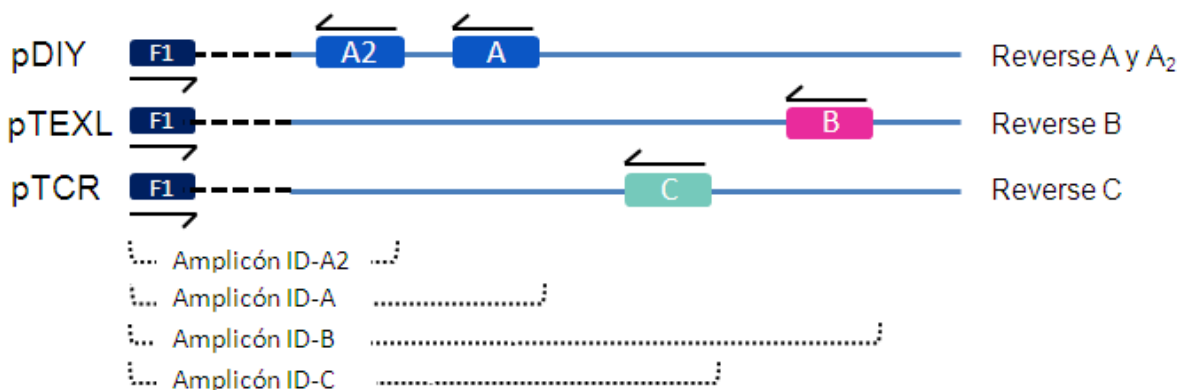 pDIY F1 A2 A Reverse A y A₂
pTEXL F1 B Reverse B
pTCR F1 C Reverse C
Amplicón ID-A2
Amplicón ID-A
Amplicón ID-B
Amplicón ID-C